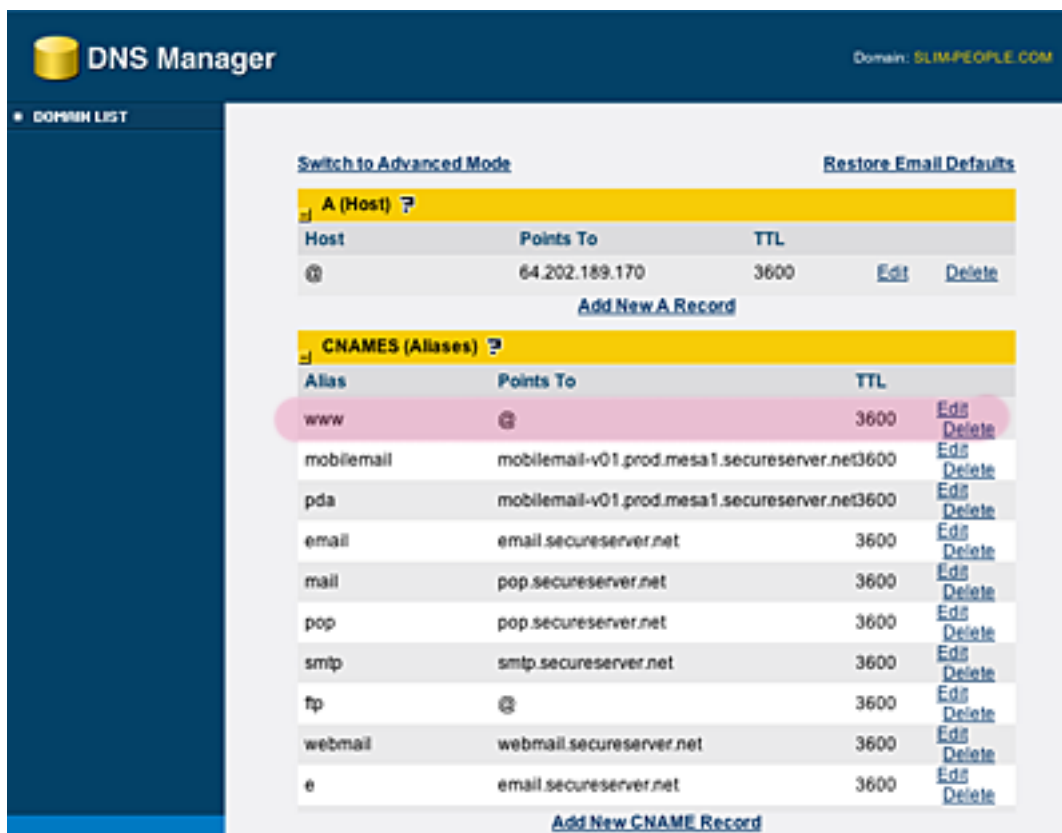 DNS Manager
Domain: SLIM-PEOPLE.COM
DOMAIN LIST
Switch to Advanced Mode Restore Email Defaults
A (Host) ?
Host Points To TTL
@ 64.202.189.170 3600 Edit Delete
Add New A Record
CNAMES (Aliases) ?
Alias Points To TTL
www @ 3600 Edit Delete
mobilemail mobilemail-v01.prod.mesa1.secureserver.net 3600 Edit Delete
pda mobilemail-v01.prod.mesa1.secureserver.net 3600 Edit Delete
email email.secureserver.net 3600 Edit Delete
mail pop.secureserver.net 3600 Edit Delete
pop pop.secureserver.net 3600 Edit Delete
smtp smtp.secureserver.net 3600 Edit Delete
ftp @ 3600 Edit Delete
webmail webmail.secureserver.net 3600 Edit Delete
e email.secureserver.net 3600 Edit Delete
Add New CNAME Record